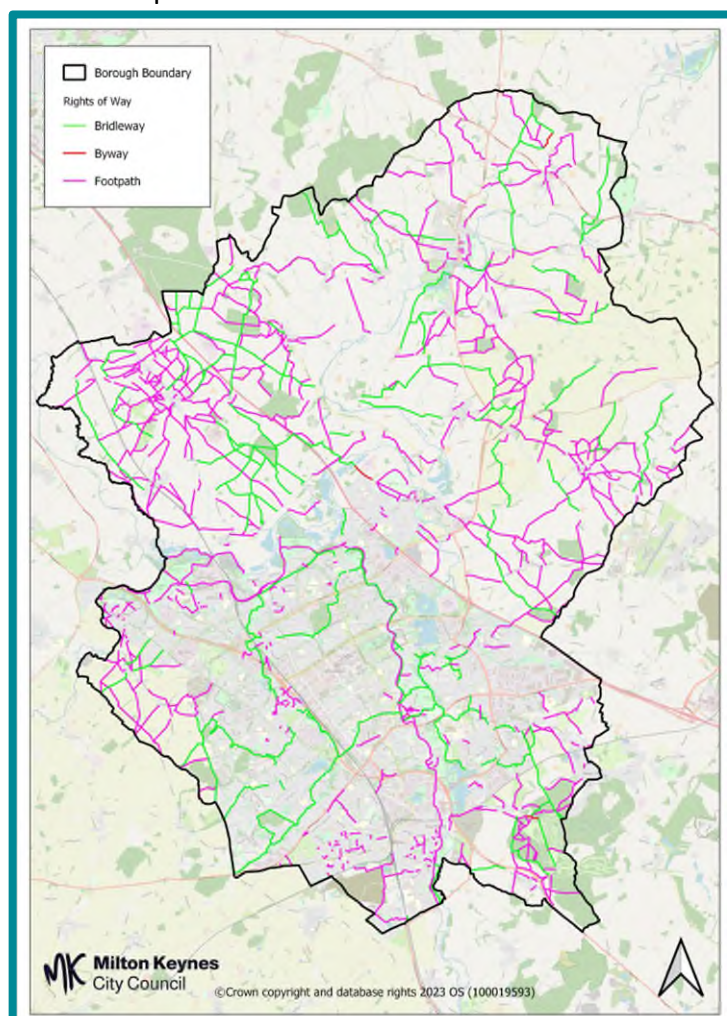 Borough Boundary
Rights of Way
Bridleway
Byway
Footpath
MK Milton Keynes
City Council
©Crown copyright and database rights 2023 OS (100019593)